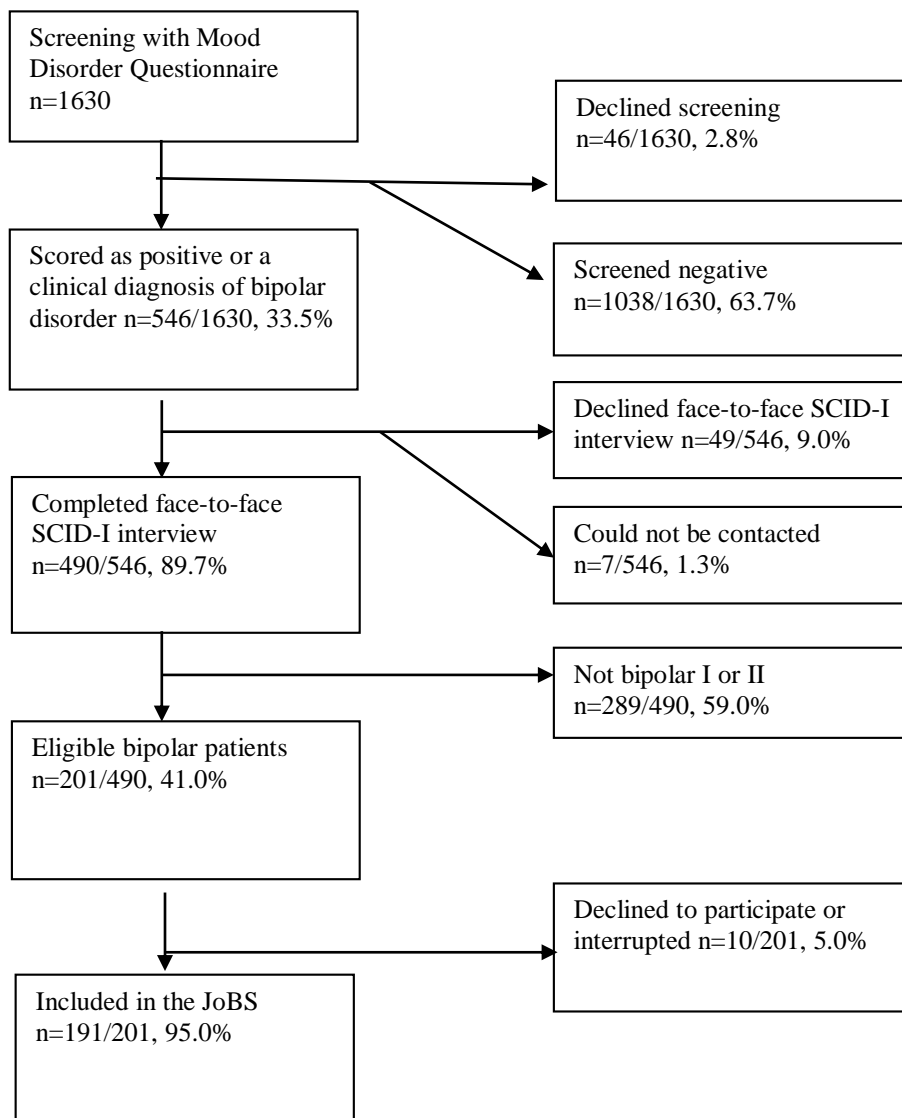 Screening with Mood
Disorder Questionnaire
n=1630
Declined screening
n=46/1630, 2.8%
Scored as positive or a
clinical diagnosis of bipolar
disorder n=546/1630, 33.5%
Screened negative
n=1038/1630, 63.7%
Declined face-to-face SCID-I
interview n=49/546, 9.0%
Completed face-to-face
SCID-I interview
n=490/546, 89.7%
Could not be contacted
n=7/546, 1.3%
Not bipolar I or II
n=289/490, 59.0%
Eligible bipolar patients
n=201/490, 41.0%
Declined to participate or
interrupted n=10/201, 5.0%
Included in the JoBS
n=191/201, 95.0%